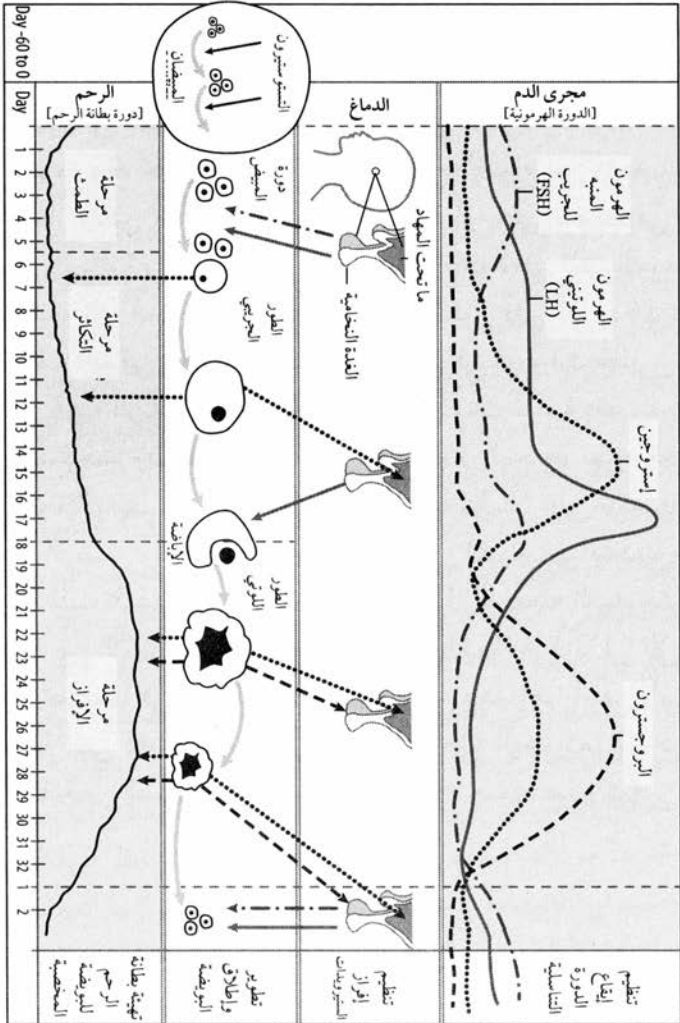 مجرى الدم
[الدورة الهرمونية]
الهرمون
المنبه
للجريب
(FSH)
الهرمون
اللوتيني
(LH)
إستروجين
البروجسترون
تنظيم
إيقاع
الدورة
التناسلية
الدماغ
ما تحت المهاد
الغدة النخامية
تنظيم
إفراز
الستيرويدات
التستوستيرون
المبيضان
دورة
المبيض
الطور
الجريبي
الإباضة
الطور
اللوتي
تطوير
وإطلاق
البويضة
الرحم
[دورة بطانة الرحم]
مرحلة
الطمث
مرحلة
التكاثر
مرحلة
الإفراز
تهيئة بطانة
الرحم
للبويضة
المخصبة
Day -60 to 0
Day
1 2 3 4 5 6 7 8 9 10 11 12 13 14 15 16 17 18 19 20 21 22 23 24 25 26 27 28 29 30 31 32 1 2